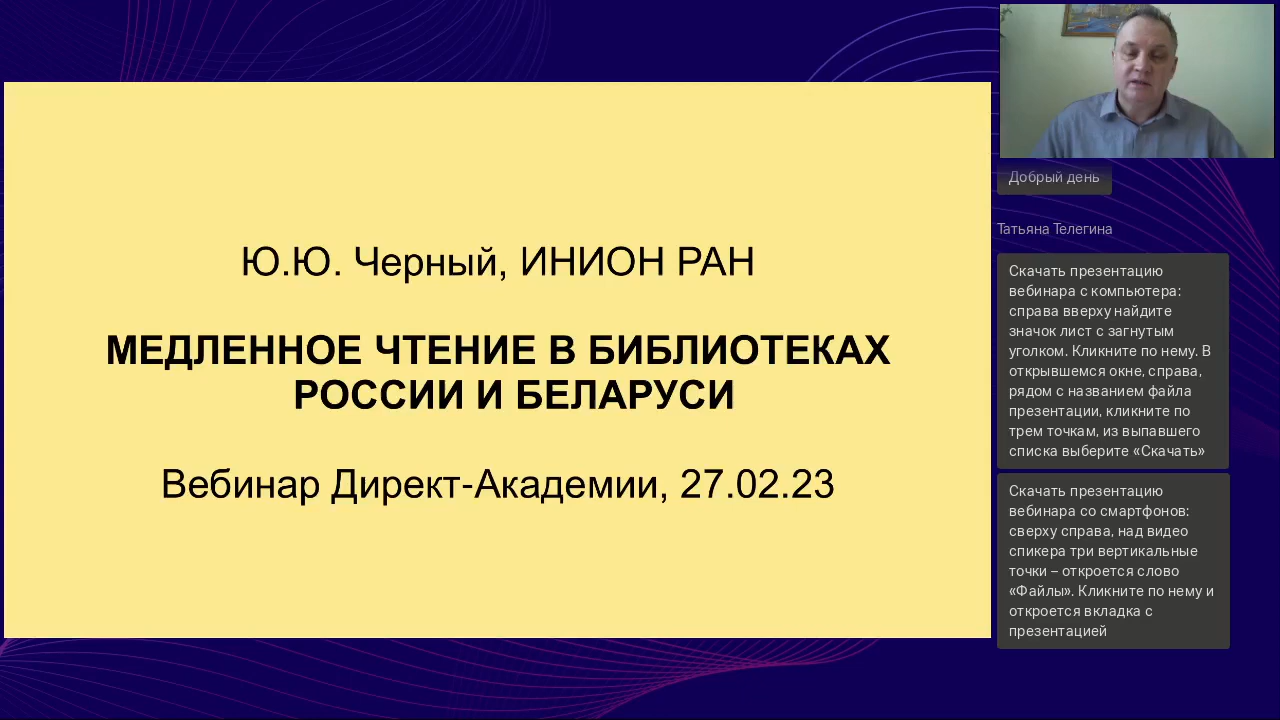 Ю.Ю. Черный, ИНИОН РАН
МЕДЛЕННОЕ ЧТЕНИЕ В БИБЛИОТЕКАХ
РОССИИ И БЕЛАРУСИ
Вебинар Директ-Академии, 27.02.23
Добрый день
Татьяна Телегина
Скачать презентацию
вебинара с компьютера:
справа вверху найдите
значок лист с загнутым
уголком. Кликните по нему. В
открывшемся окне, справа,
рядом с названием файла
презентации, кликните по
трем точкам, из выпавшего
списка выберите «Скачать»
Скачать презентацию
вебинара со смартфонов:
сверху справа, над видео
спикера три вертикальные
точки – откроется слово
«Файлы». Кликните по нему и
откроется вкладка с
презентацией